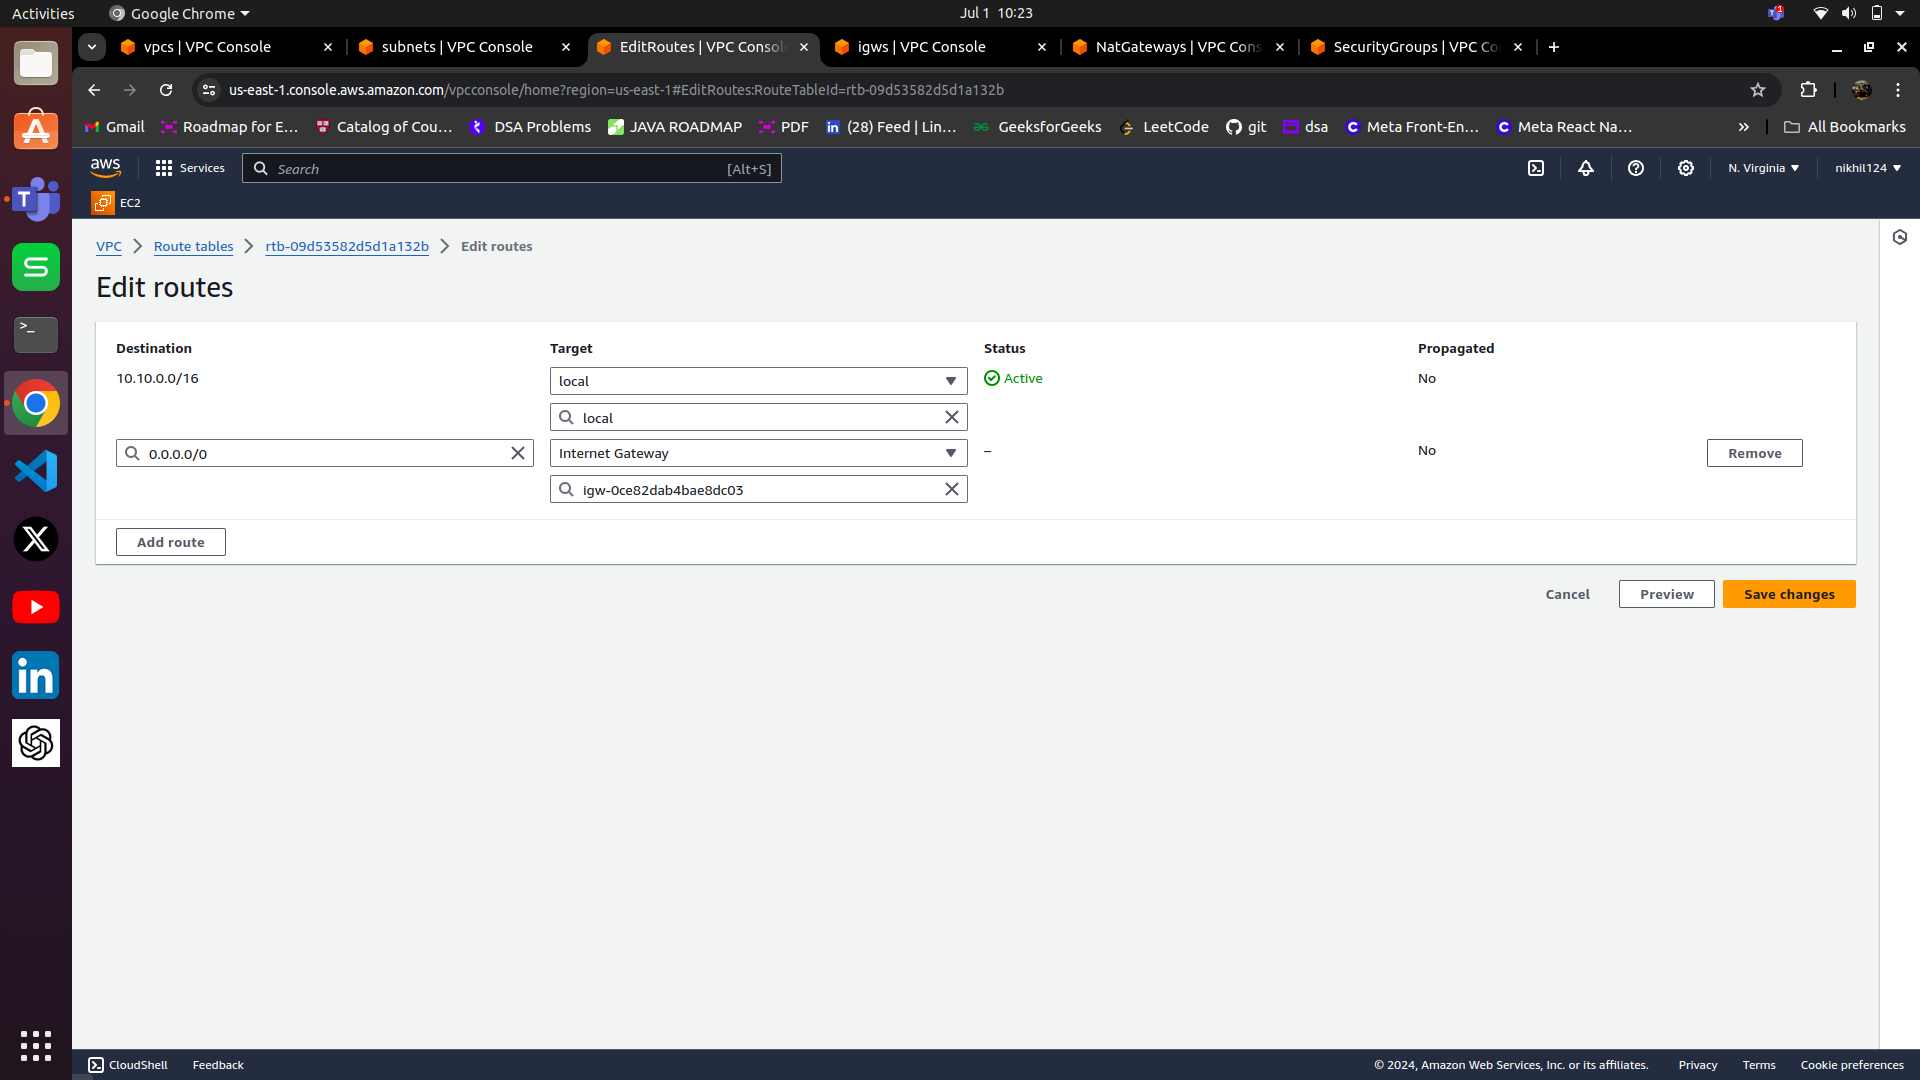 Activities
Google Chrome
Jul 1 10:23
1
vpcs | VPC Console
subnets | VPC Console
EditRoutes | VPC Consol
igws | VPC Console
NatGateways | VPC Cons
SecurityGroups | VPC Co
us-east-1.console.aws.amazon.com/vpcconsole/home?region=us-east-1#EditRoutes:RouteTableId=rtb-09d53582d5d1a132b
Gmail
Roadmap for E...
Catalog of Cou...
DSA Problems
JAVA ROADMAP
PDF
(28) Feed | Lin...
GeeksforGeeks
LeetCode
git
dsa
Meta Front-En...
Meta React Na...
All Bookmarks
aws
Services
Search
[Alt+S]
N. Virginia
nikhil124
EC2
VPC
Route tables
rtb-09d53582d5d1a132b
Edit routes
Edit routes
Destination
Target
Status
Propagated
10.10.0.0/16
local
Active
No
local
0.0.0.0/0
Internet Gateway
–
No
Remove
igw-0ce82dab4bae8dc03
Add route
Cancel
Preview
Save changes
CloudShell
Feedback
© 2024, Amazon Web Services, Inc. or its affiliates.
Privacy
Terms
Cookie preferences